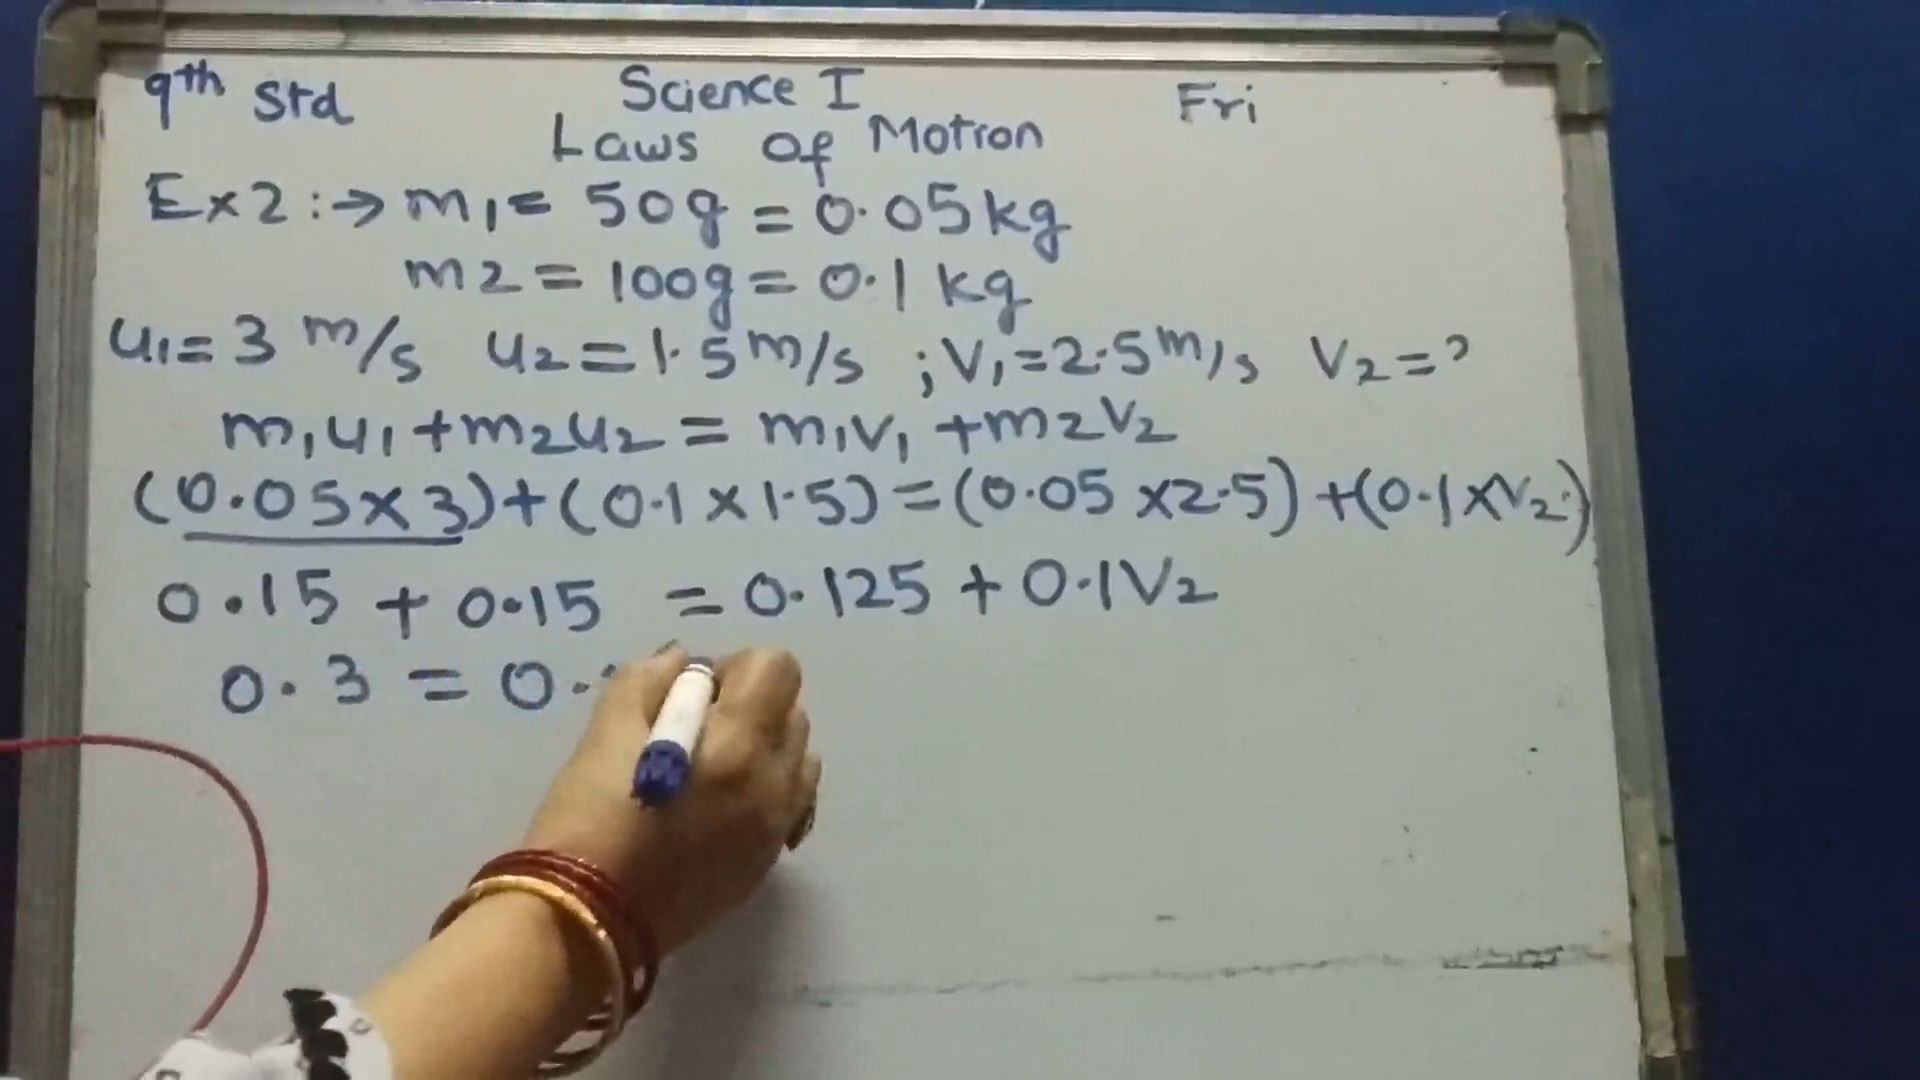 9th Std Science I Fri
Laws of Motion
Ex2 :→ m1 = 50g = 0.05kg
m2 = 100g = 0.1 kg
u1 = 3 m/s u2 = 1.5 m/s ; V1 = 2.5 m/s V2 = ?
m1u1 + m2u2 = m1v1 + m2V2
(0.05 x 3) + (0.1 x 1.5) = (0.05 x 2.5) + (0.1 x V2)
0.15 + 0.15 = 0.125 + 0.1V2
0.3 = 0.